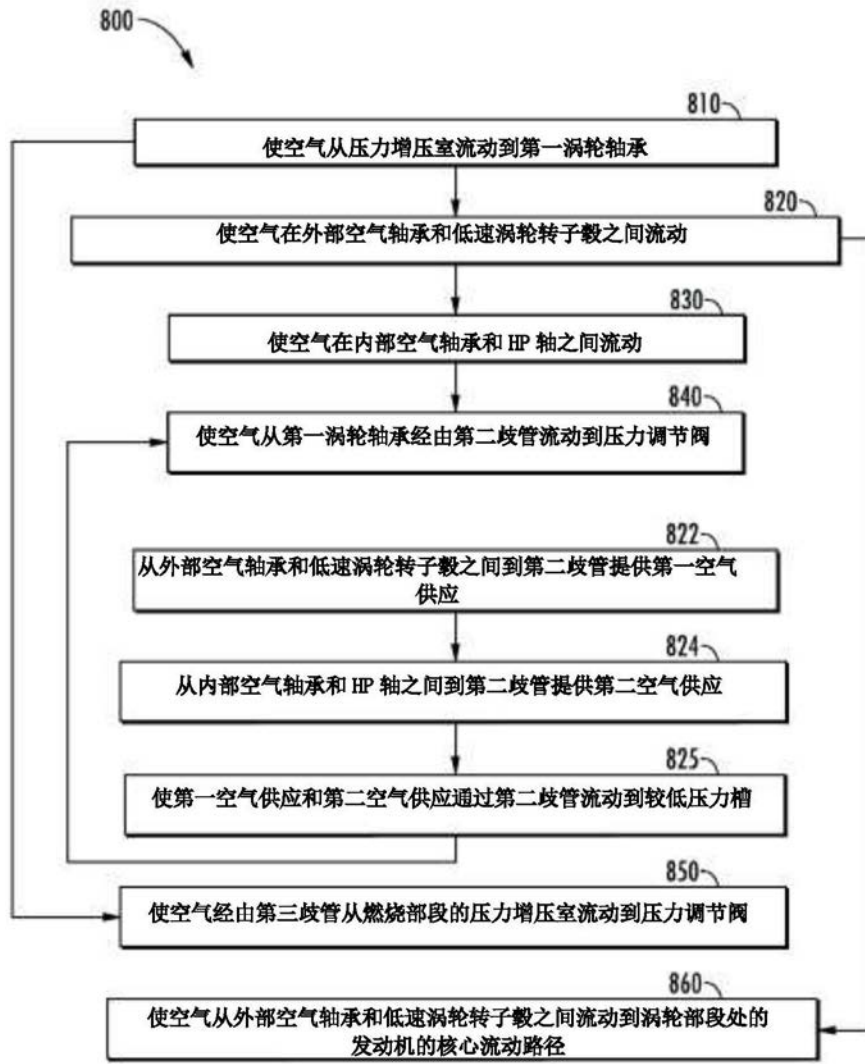 800
810
使空气从压力增压室流动到第一涡轮轴承
820
使空气在外部空气轴承和低速涡轮转子毂之间流动
830
使空气在内部空气轴承和 HP 轴之间流动
840
使空气从第一涡轮轴承经由第二歧管流动到压力调节阀
822
从外部空气轴承和低速涡轮转子毂之间到第二歧管提供第一空气
供应
824
从内部空气轴承和 HP 轴之间到第二歧管提供第二空气供应
825
使第一空气供应和第二空气供应通过第二歧管流动到较低压力槽
850
使空气经由第三歧管从燃烧部段的压力增压室流动到压力调节阀
860
使空气从外部空气轴承和低速涡轮转子毂之间流动到涡轮部段处的
发动机的核心流动路径